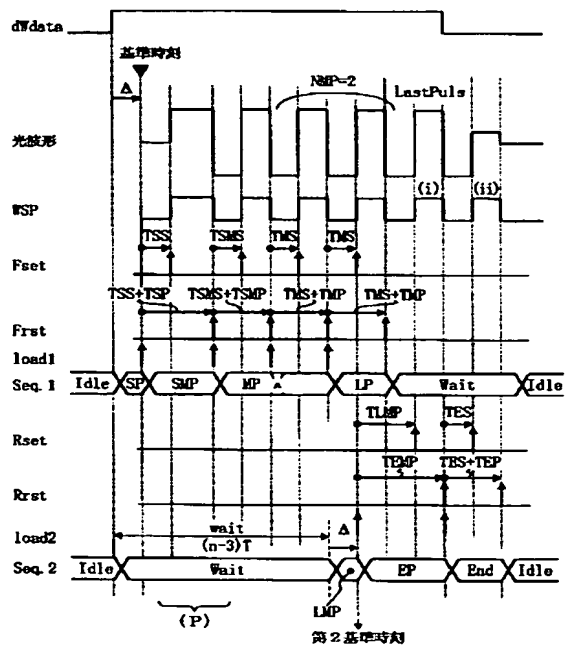 dWdata
基準時刻
Δ
NMP=2
LastPuls
光波形
(i)
(ii)
WSP
TSS
TSMS
TMS
TMS
Fset
TSS+TSP
TSMS+TSMP
TMS+TMP
TMS+TMP
Frst
load1
Seq.1
Idle
SP
SMP
MP
LP
Wait
Idle
TLMP
TES
Rset
TEMP
TES+TEP
Rrst
wait
Δ
load2
(n-3)T
Seq.2
Idle
Wait
EP
End
Idle
LMP
(P)
第2基準時刻